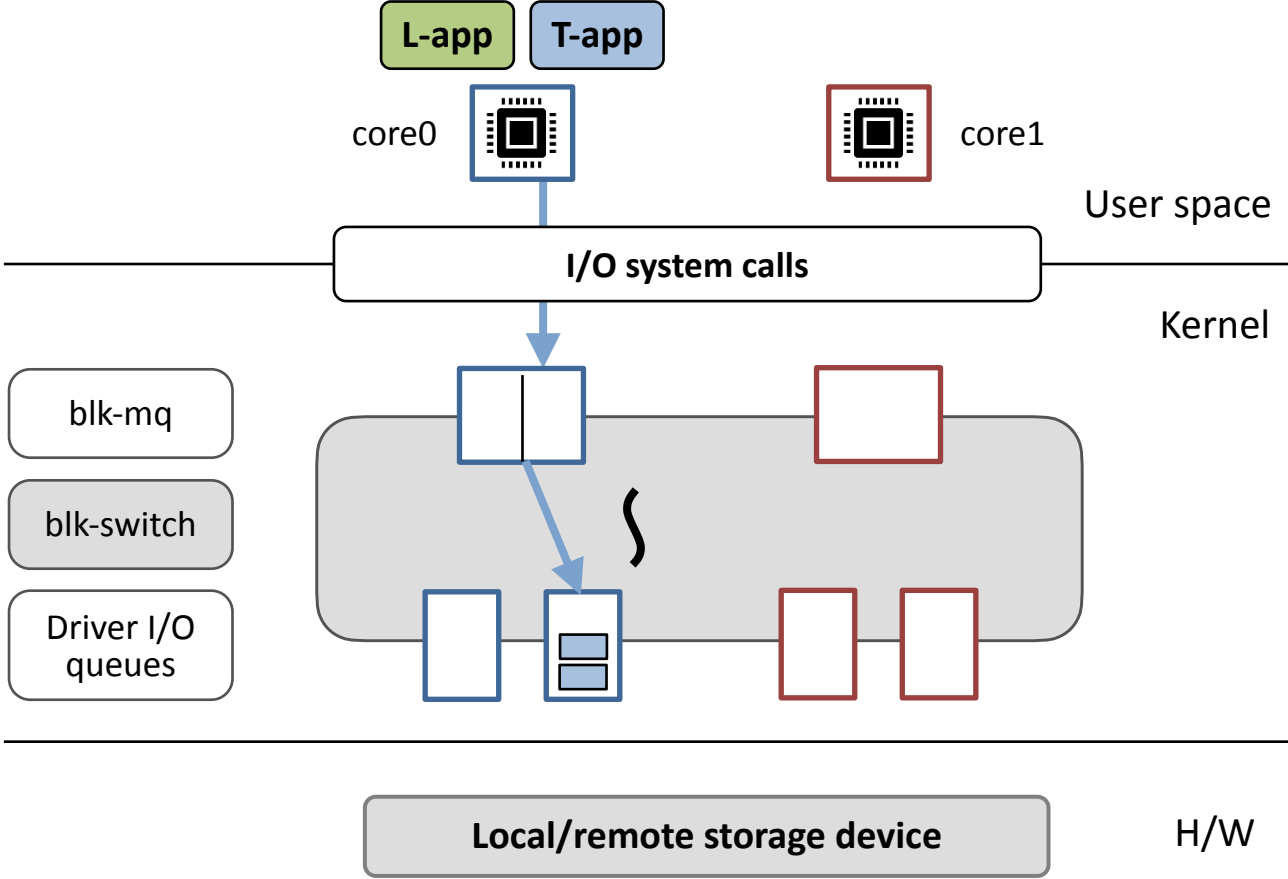 L-app
T-app
core0
core1
User space
I/O system calls
Kernel
blk-mq
blk-switch
Driver I/O
queues
Local/remote storage device
H/W